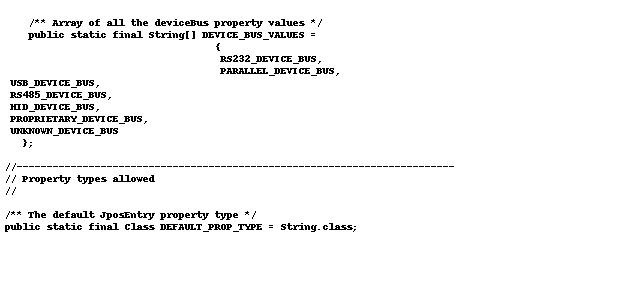 /** Array of all the deviceBus property values */
public static final String[] DEVICE_BUS_VALUES =
{
RS232_DEVICE_BUS,
PARALLEL_DEVICE_BUS,
USB_DEVICE_BUS,
RS485_DEVICE_BUS,
HID_DEVICE_BUS,
PROPRIETARY_DEVICE_BUS,
UNKNOWN_DEVICE_BUS
};
//-------------------------------------------------------------------------
// Property types allowed
//
/** The default JposEntry property type */
public static final Class DEFAULT_PROP_TYPE = String.class;